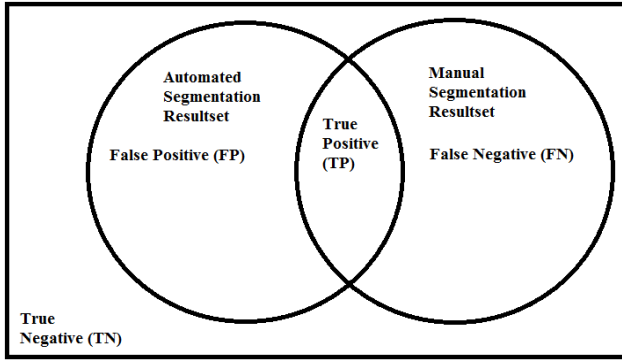 Automated
Segmentation
Resultset
False Positive (FP)
True
Positive
(TP)
Manual
Segmentation
Resultset
False Negative (FN)
True
Negative (TN)